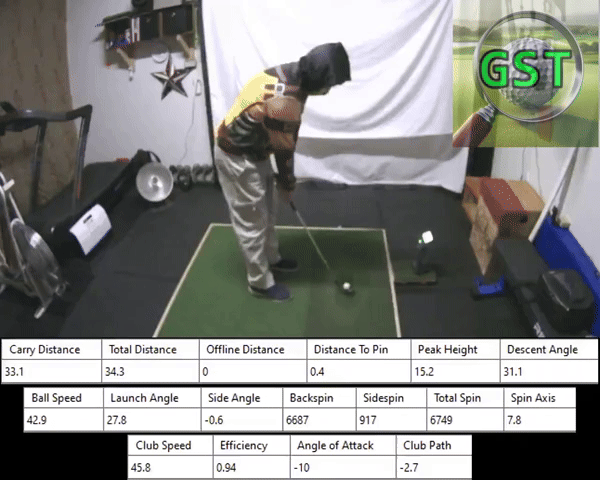 GST
Carry Distance Total Distance Offline Distance Distance To Pin Peak Height Descent Angle
33.1 34.3 0 0.4 15.2 31.1
Ball Speed Launch Angle Side Angle Backspin Sidespin Total Spin Spin Axis
42.9 27.8 -0.6 6687 917 6749 7.8
Club Speed Efficiency Angle of Attack Club Path
45.8 0.94 -10 -2.7